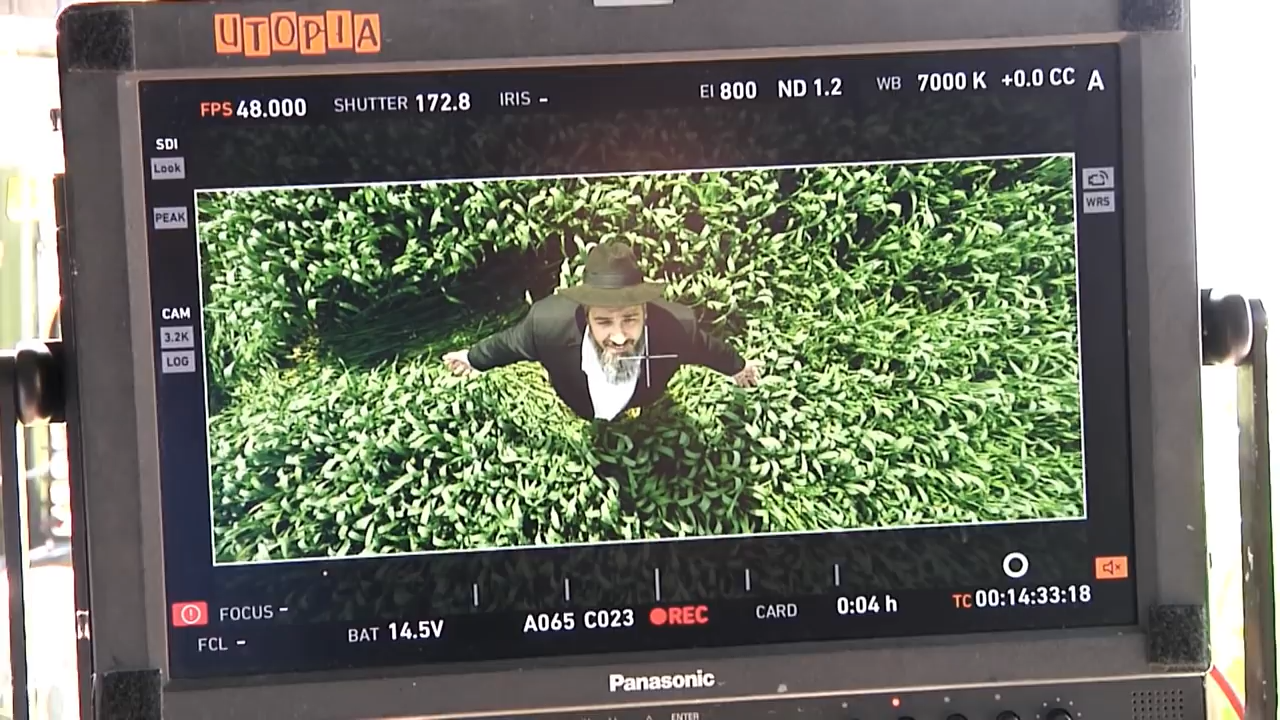 UTOPIA
FPS 48.000 SHUTTER 172.8 IRIS - EI 800 ND 1.2 WB 7000 K +0.0 CC A
SDI
Look
PEAK
WRS
CAM
3.2K
LOG
FOCUS -
FCL -
BAT 14.5V A065 C023 REC CARD 0:04 h TC 00:14:33:18
Panasonic
ENTER